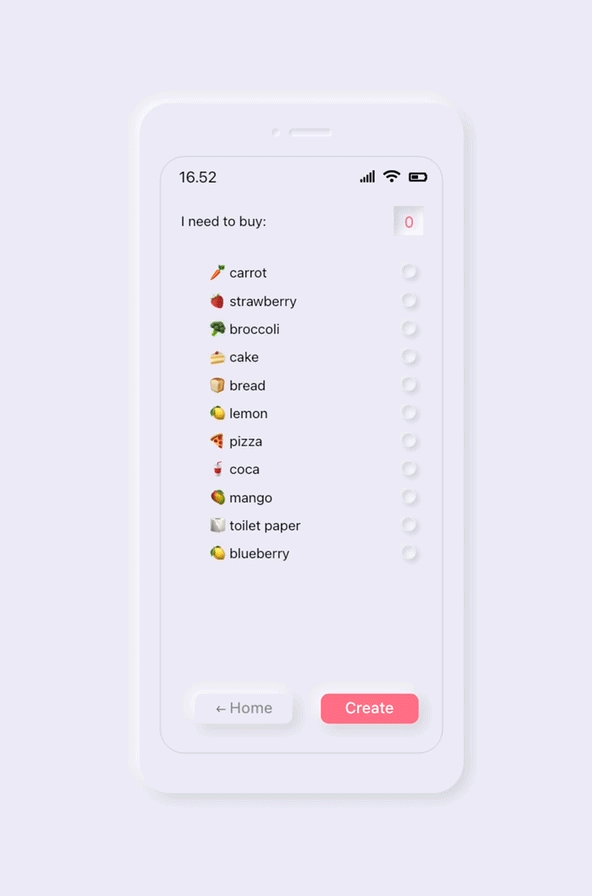 16.52
I need to buy:
0
🥕 carrot
🍓 strawberry
🥦 broccoli
🍰 cake
🍞 bread
🍋 lemon
🍕 pizza
🥤 coca
🥭 mango
🧻 toilet paper
🍋 blueberry
← Home
Create